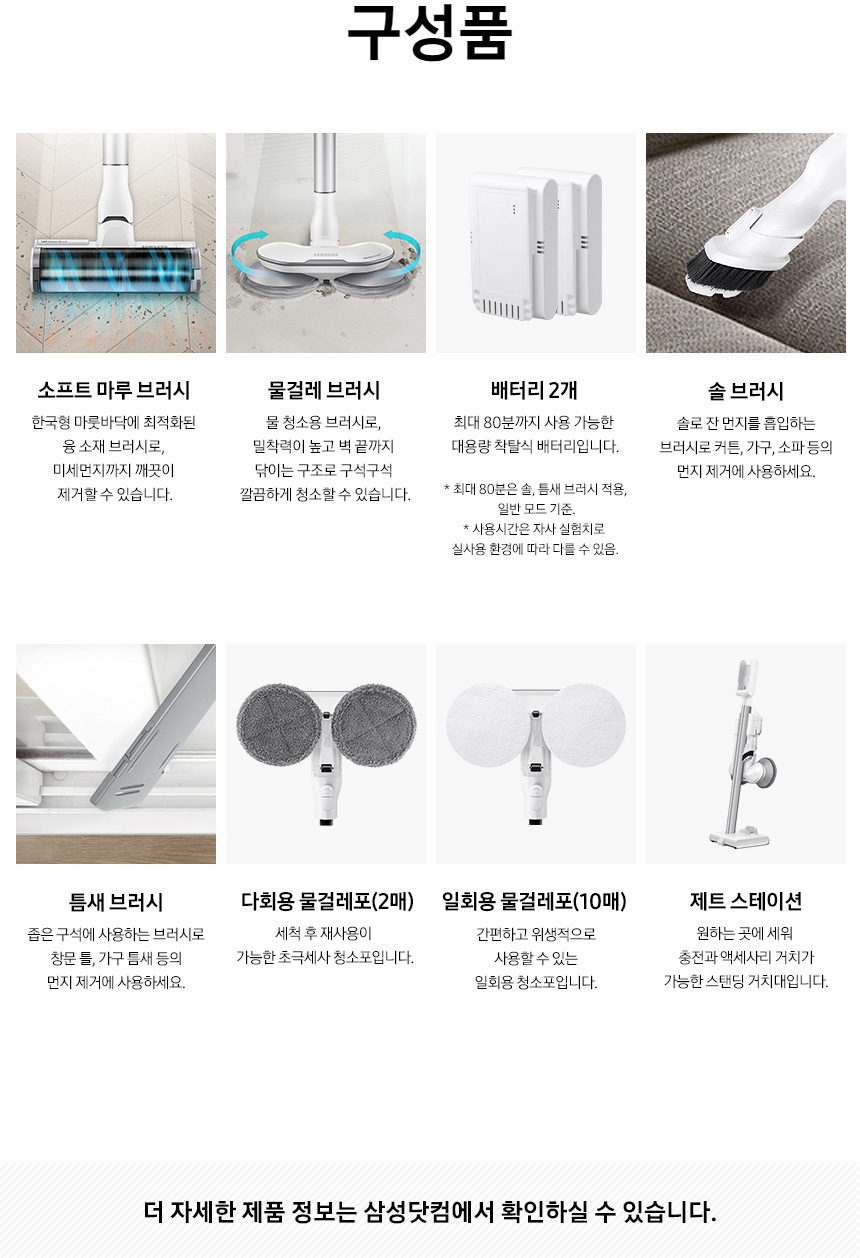 구성품
소프트 마루 브러시
한국형 마룻바닥에 최적화된
융 소재 브러시로,
미세먼지까지 깨끗이
제거할 수 있습니다.
물걸레 브러시
물 청소용 브러시로,
밀착력이 높고 벽 끝까지
닦이는 구조로 구석구석
깔끔하게 청소할 수 있습니다.
배터리 2개
최대 80분까지 사용 가능한
대용량 착탈식 배터리입니다.
* 최대 80분은 솔, 틈새 브러시 적용,
일반 모드 기준.
* 사용시간은 자사 실험치로
실사용 환경에 따라 다를 수 있음.
솔 브러시
솔로 잔 먼지를 흡입하는
브러시로 커튼, 가구, 소파 등의
먼지 제거에 사용하세요.
틈새 브러시
좁은 구석에 사용하는 브러시로
창문 틀, 가구 틈새 등의
먼지 제거에 사용하세요.
다회용 물걸레포(2매)
세척 후 재사용이
가능한 초극세사 청소포입니다.
일회용 물걸레포(10매)
간편하고 위생적으로
사용할 수 있는
일회용 청소포입니다.
제트 스테이션
원하는 곳에 세워
충전과 액세사리 거치가
가능한 스탠딩 거치대입니다.
더 자세한 제품 정보는 삼성닷컴에서 확인하실 수 있습니다.